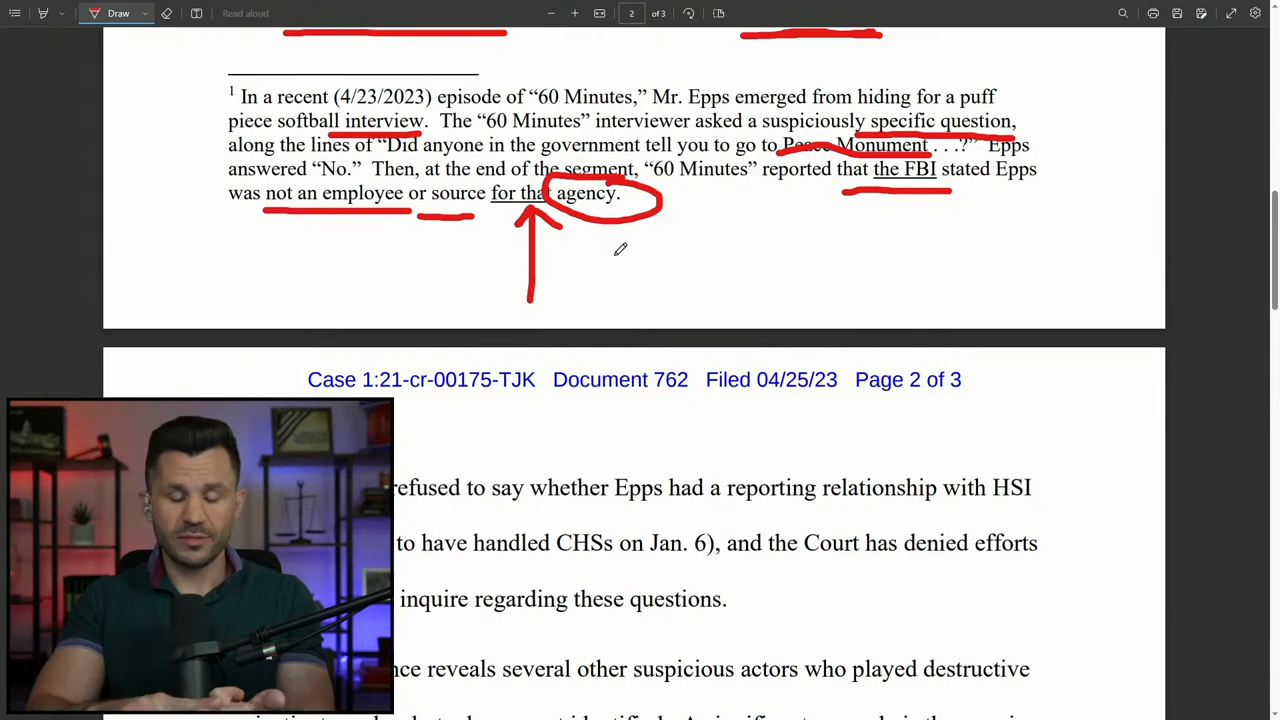 Draw
Read aloud
2
of 3
1 In a recent (4/23/2023) episode of “60 Minutes,” Mr. Epps emerged from hiding for a puff
piece softball interview.  The “60 Minutes” interviewer asked a suspiciously specific question,
along the lines of “Did anyone in the government tell you to go to Peace Monument . . .?”  Epps
answered “No.”  Then, at the end of the segment, “60 Minutes” reported that the FBI stated Epps
was not an employee or source for that agency.
Case 1:21-cr-00175-TJK   Document 762   Filed 04/25/23   Page 2 of 3
refused to say whether Epps had a reporting relationship with HSI
to have handled CHSs on Jan. 6), and the Court has denied efforts
inquire regarding these questions.
reveals several other suspicious actors who played destructive